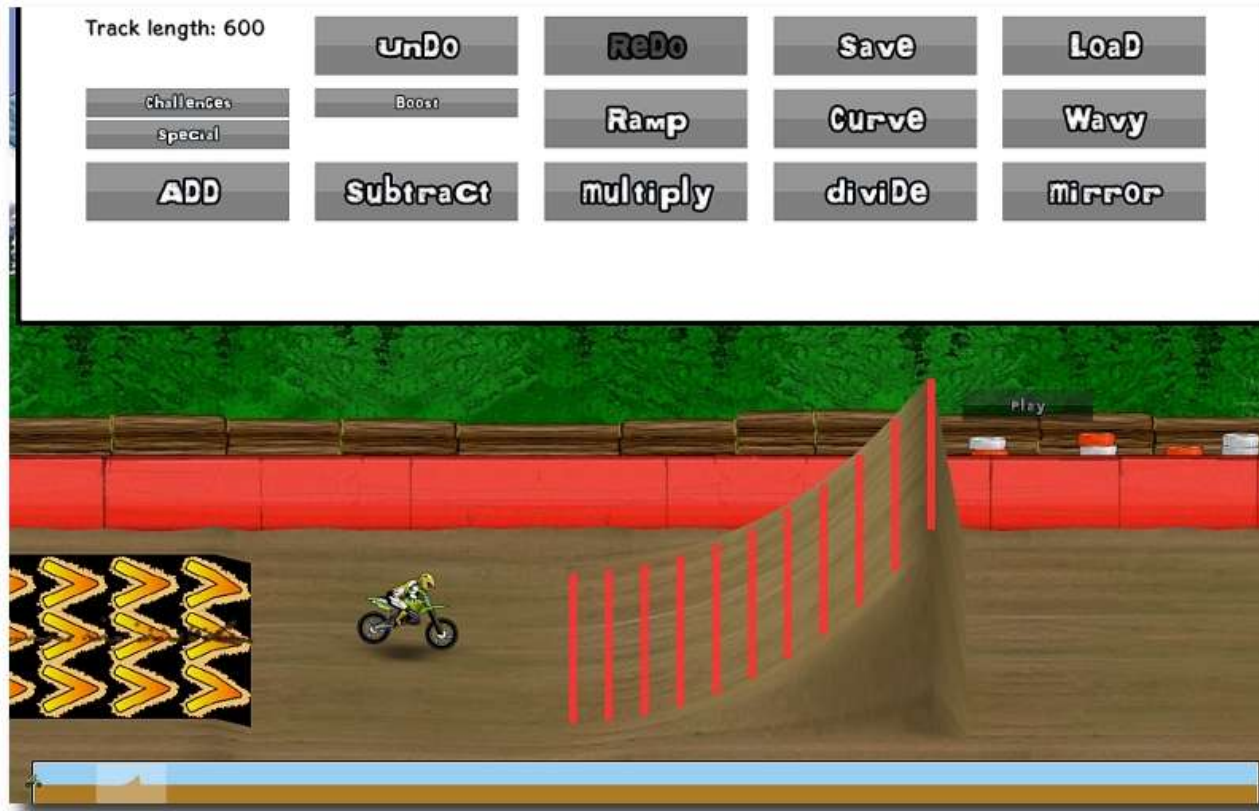 Track length: 600
unDo
ReDo
Save
LoaD
Challenges
Boost
Special
Ramp
Curve
Wavy
ADD
Subtract
multiply
diviDe
mirror
Play